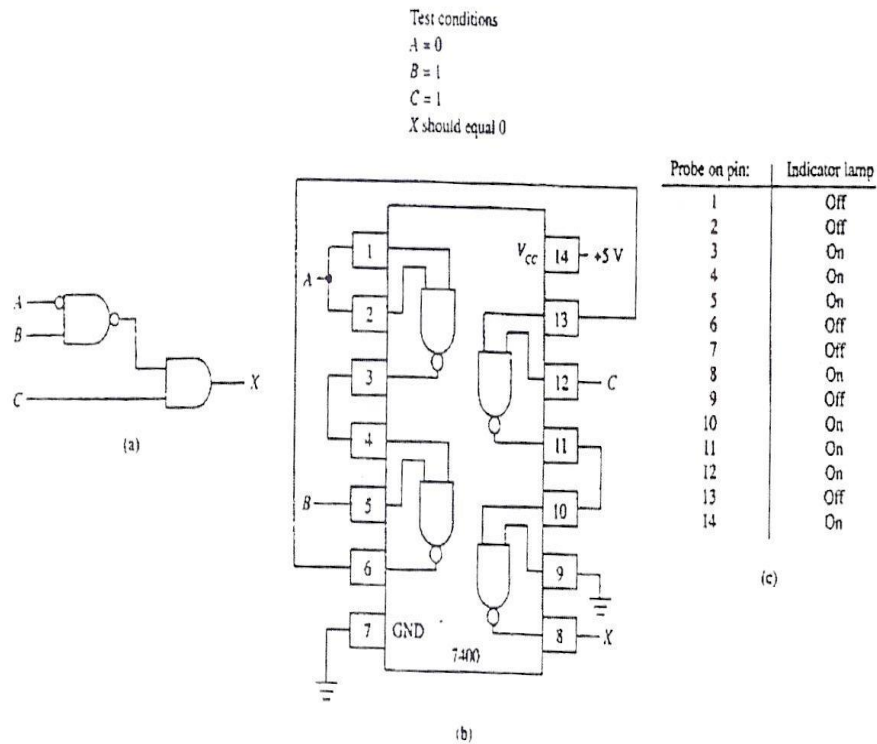 Test conditions
A = 0
B = 1
C = 1
X should equal 0
A
B
C
X
(a)
A
B
1
2
3
4
5
6
7
GND
7400
V_CC
14
+5 V
13
12
C
11
10
9
8
X
(b)
Probe on pin: Indicator lamp
1 Off
2 Off
3 On
4 On
5 On
6 Off
7 Off
8 On
9 Off
10 On
11 On
12 On
13 Off
14 On
(c)